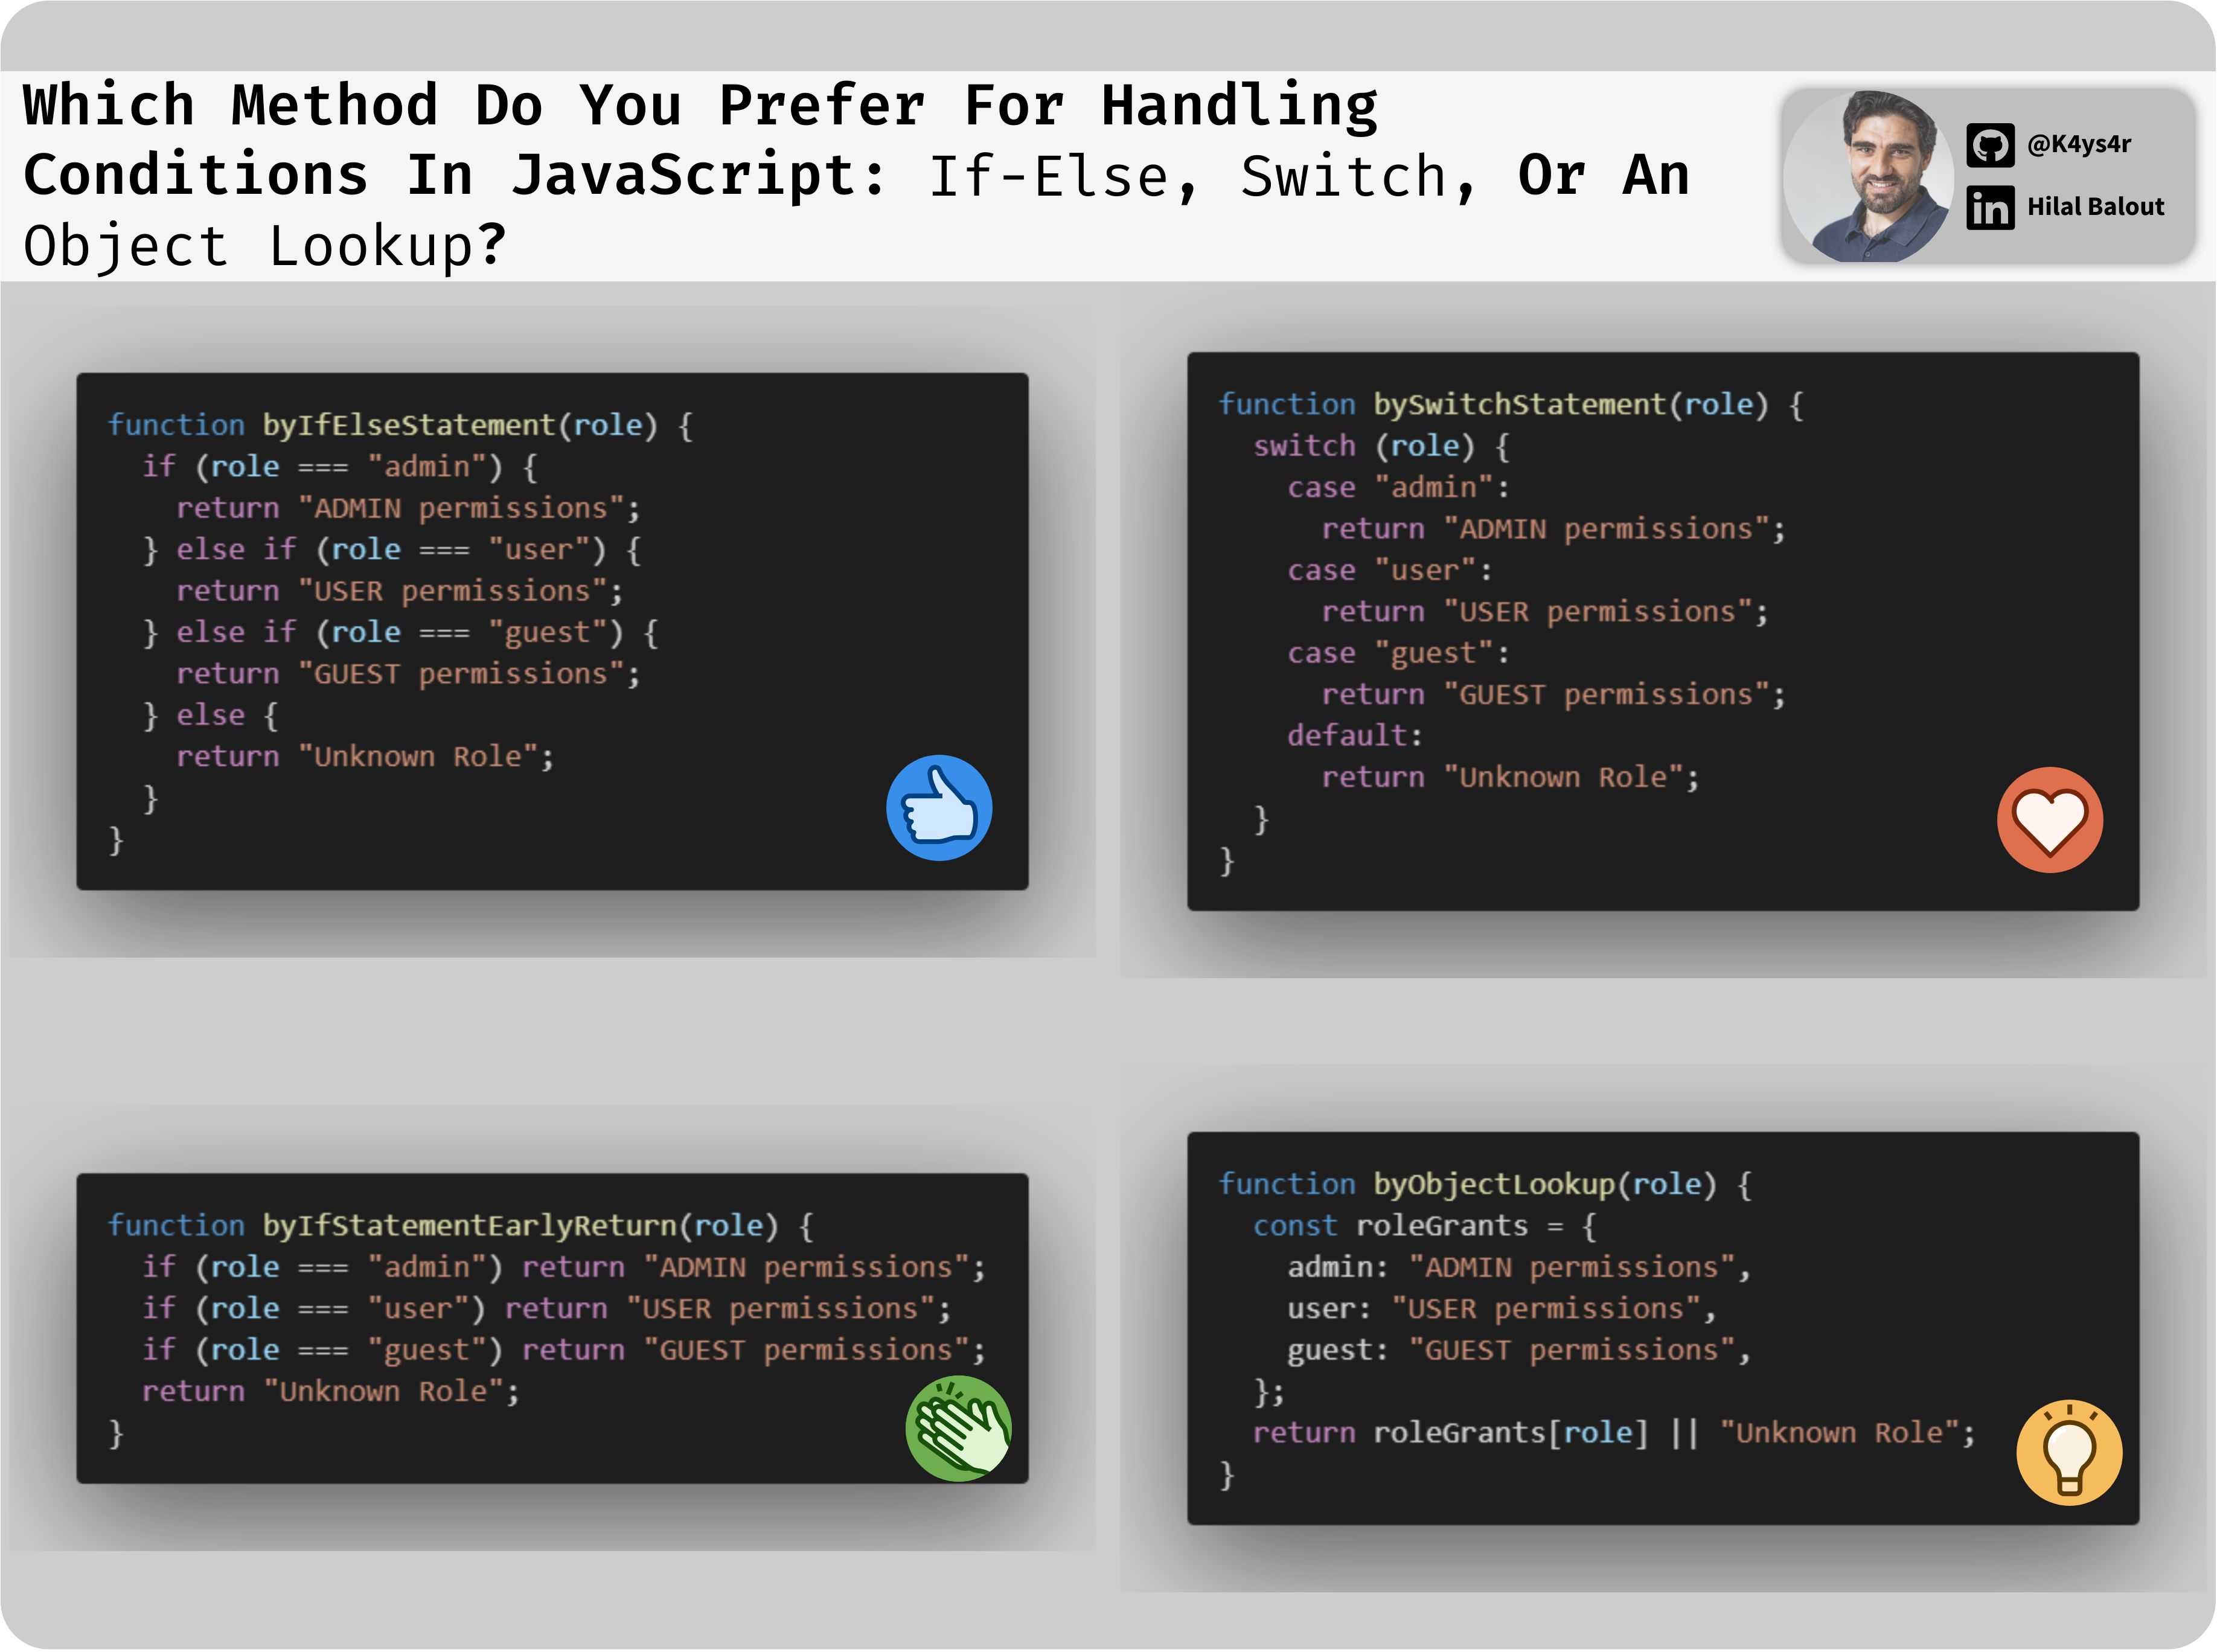 Which Method Do You Prefer For Handling
Conditions In JavaScript: If-Else, Switch, Or An
Object Lookup?
@K4ys4r
in Hilal Balout
function byIfElseStatement(role) {
  if (role === "admin") {
    return "ADMIN permissions";
  } else if (role === "user") {
    return "USER permissions";
  } else if (role === "guest") {
    return "GUEST permissions";
  } else {
    return "Unknown Role";
  }
}
function bySwitchStatement(role) {
  switch (role) {
    case "admin":
      return "ADMIN permissions";
    case "user":
      return "USER permissions";
    case "guest":
      return "GUEST permissions";
    default:
      return "Unknown Role";
  }
}
function byIfStatementEarlyReturn(role) {
  if (role === "admin") return "ADMIN permissions";
  if (role === "user") return "USER permissions";
  if (role === "guest") return "GUEST permissions";
  return "Unknown Role";
}
function byObjectLookup(role) {
  const roleGrants = {
    admin: "ADMIN permissions",
    user: "USER permissions",
    guest: "GUEST permissions",
  };
  return roleGrants[role] || "Unknown Role";
}